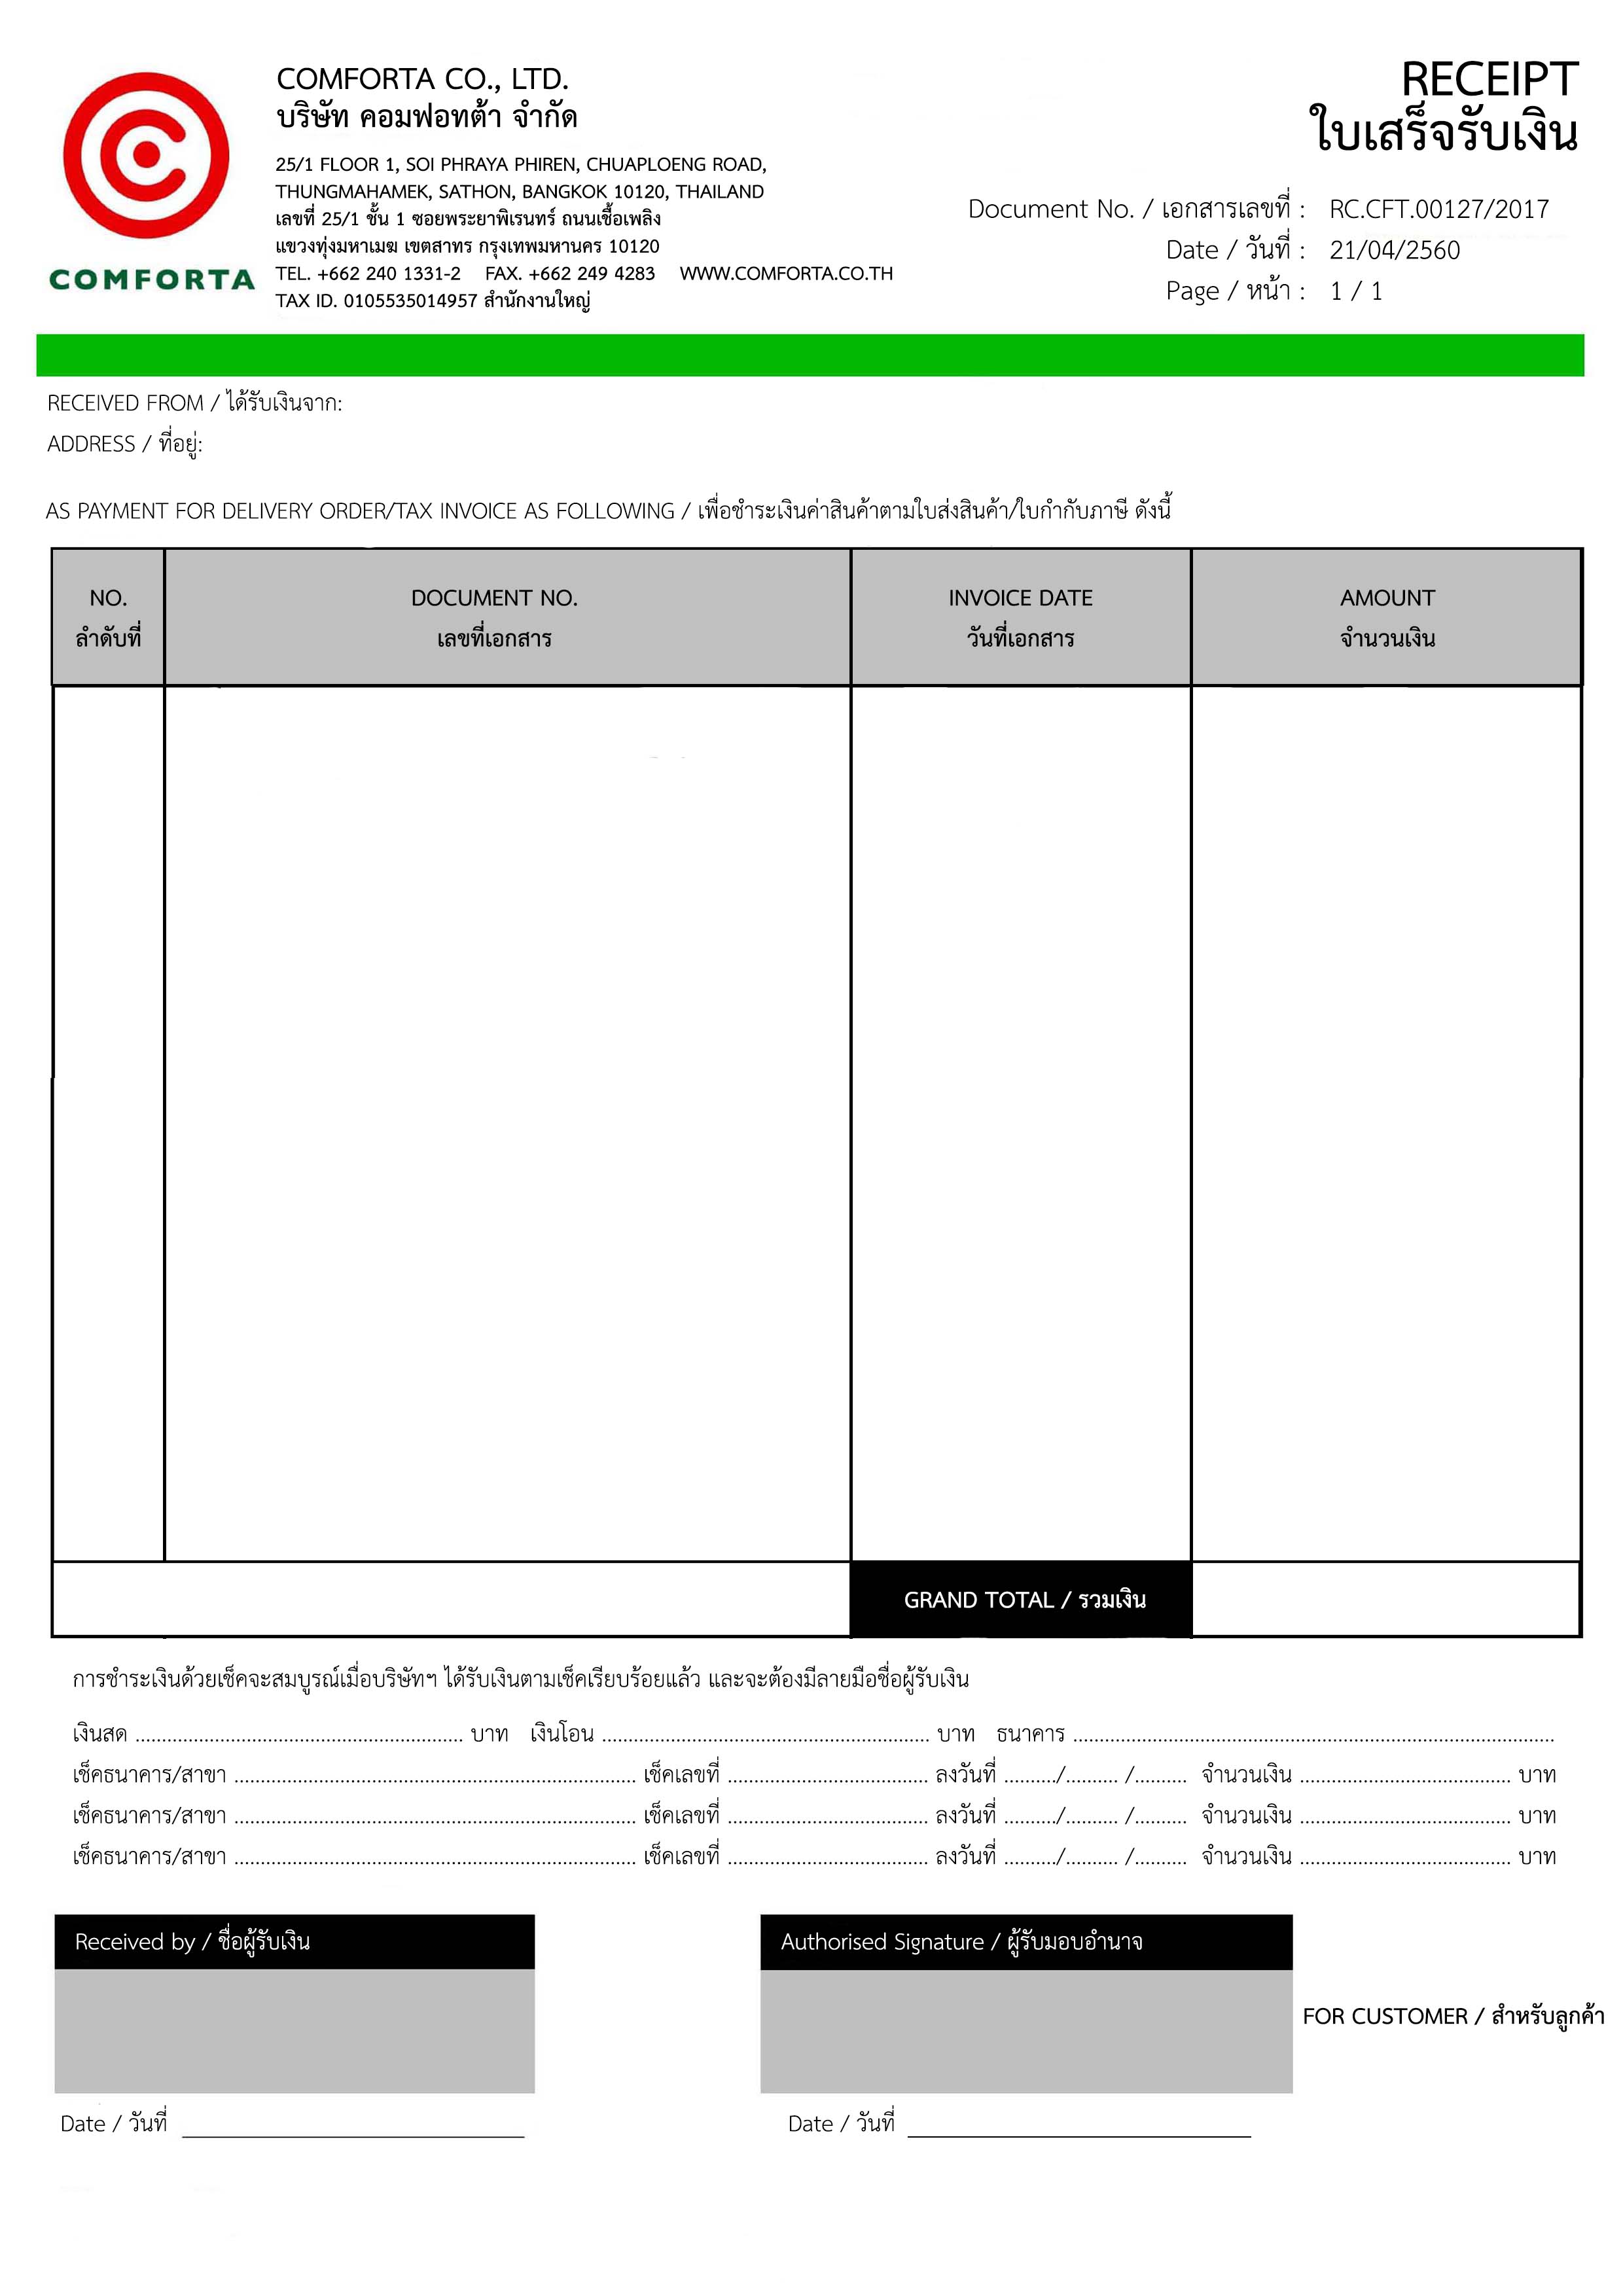 COMFORTA
COMFORTA CO., LTD.
บริษัท คอมฟอทต้า จำกัด
25/1 FLOOR 1, SOI PHRAYA PHIREN, CHUAPLOENG ROAD,
THUNGMAHAMEK, SATHON, BANGKOK 10120, THAILAND
เลขที่ 25/1 ชั้น 1 ซอยพระยาพิเรนทร์ ถนนเชื้อเพลิง
แขวงทุ่งมหาเมฆ เขตสาทร กรุงเทพมหานคร 10120
TEL. +662 240 1331-2 FAX. +662 249 4283 WWW.COMFORTA.CO.TH
TAX ID. 0105535014957 สำนักงานใหญ่
RECEIPT
ใบเสร็จรับเงิน
Document No. / เอกสารเลขที่ : RC.CFT.00127/2017
Date / วันที่ : 21/04/2560
Page / หน้า : 1 / 1
RECEIVED FROM / ได้รับเงินจาก:
ADDRESS / ที่อยู่:
AS PAYMENT FOR DELIVERY ORDER/TAX INVOICE AS FOLLOWING / เพื่อชำระเงินค่าสินค้าตามใบส่งสินค้า/ใบกำกับภาษี ดังนี้
NO. DOCUMENT NO. INVOICE DATE AMOUNT
ลำดับที่ เลขที่เอกสาร วันที่เอกสาร จำนวนเงิน
GRAND TOTAL / รวมเงิน
การชำระเงินด้วยเช็คจะสมบูรณ์เมื่อบริษัทฯ ได้รับเงินตามเช็คเรียบร้อยแล้ว และจะต้องมีลายมือชื่อผู้รับเงิน
เงินสด ............................................................... บาท เงินโอน ............................................................... บาท ธนาคาร ............................................................................................
เช็คธนาคาร/สาขา ............................................................................. เช็คเลขที่ ...................................... ลงวันที่ ........../.......... /.......... จำนวนเงิน ........................................ บาท
เช็คธนาคาร/สาขา ............................................................................. เช็คเลขที่ ...................................... ลงวันที่ ........../.......... /.......... จำนวนเงิน ........................................ บาท
เช็คธนาคาร/สาขา ............................................................................. เช็คเลขที่ ...................................... ลงวันที่ ........../.......... /.......... จำนวนเงิน ........................................ บาท
Received by / ชื่อผู้รับเงิน
Authorised Signature / ผู้รับมอบอำนาจ
FOR CUSTOMER / สำหรับลูกค้า
Date / วันที่
Date / วันที่